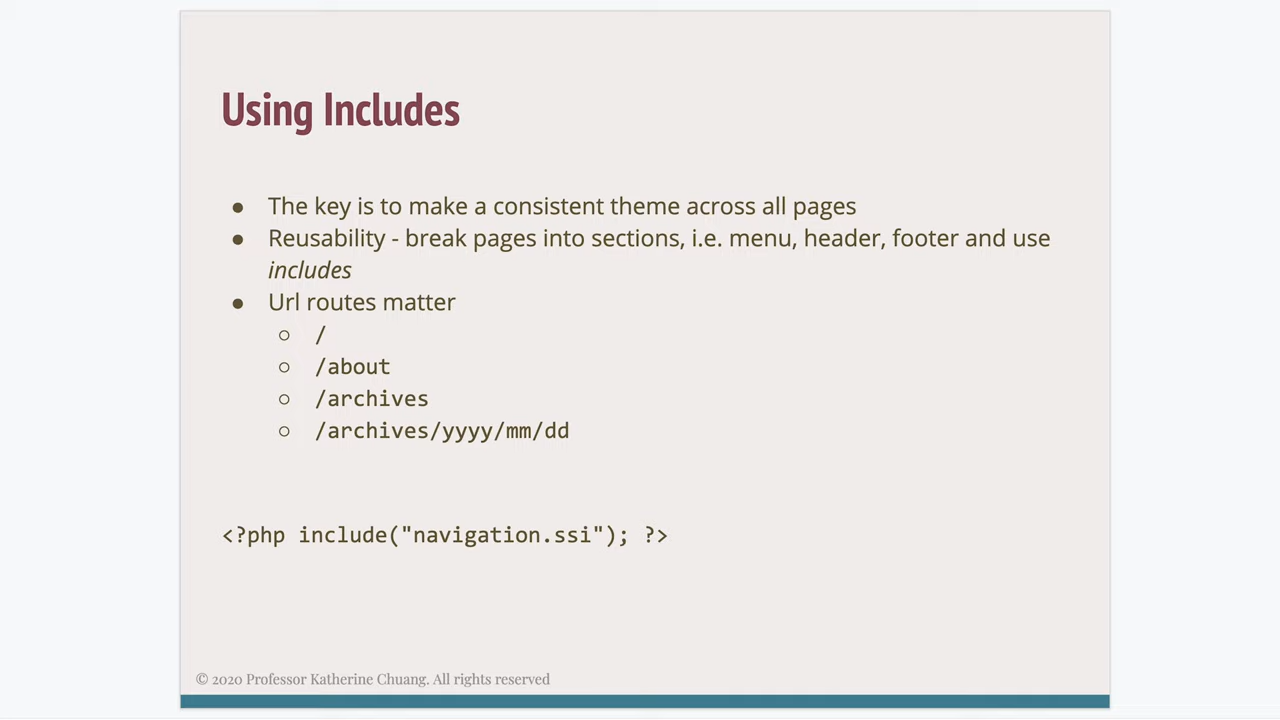 Using Includes
● The key is to make a consistent theme across all pages
● Reusability - break pages into sections, i.e. menu, header, footer and use
includes
● Url routes matter
○ /
○ /about
○ /archives
○ /archives/yyyy/mm/dd
<?php include("navigation.ssi"); ?>
© 2020 Professor Katherine Chuang. All rights reserved